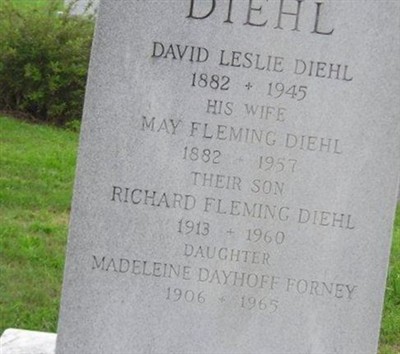 DIEHL
DAVID LESLIE DIEHL
1882 + 1945
HIS WIFE
MAY FLEMING DIEHL
1882 + 1957
THEIR SON
RICHARD FLEMING DIEHL
1913 + 1960
DAUGHTER
MADELEINE DAYHOFF FORNEY
1906 + 1965